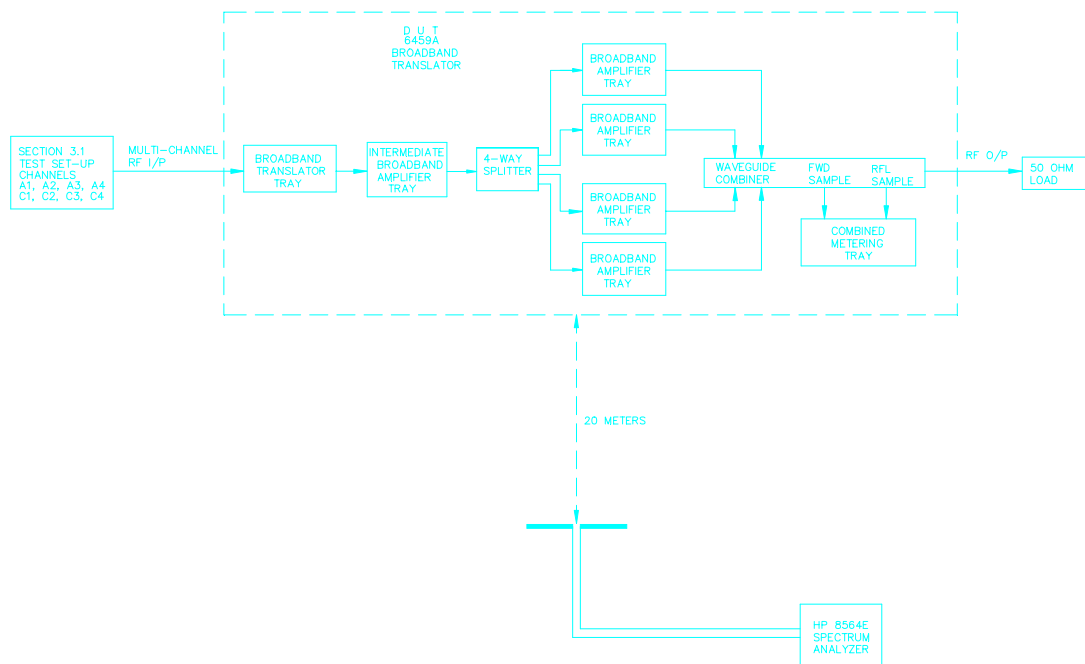 D U T
6459A
BROADBAND
TRANSLATOR
SECTION 3.1
TEST SET-UP
CHANNELS
A1, A2, A3, A4
C1, C2, C3, C4
MULTI-CHANNEL
RF I/P
BROADBAND
TRANSLATOR
TRAY
INTERMEDIATE
BROADBAND
AMPLIFIER
TRAY
4-WAY
SPLITTER
BROADBAND
AMPLIFIER
TRAY
BROADBAND
AMPLIFIER
TRAY
BROADBAND
AMPLIFIER
TRAY
BROADBAND
AMPLIFIER
TRAY
WAVEGUIDE
COMBINER
FWD
SAMPLE
RFL
SAMPLE
COMBINED
METERING
TRAY
RF O/P
50 OHM
LOAD
20 METERS
HP 8564E
SPECTRUM
ANALYZER